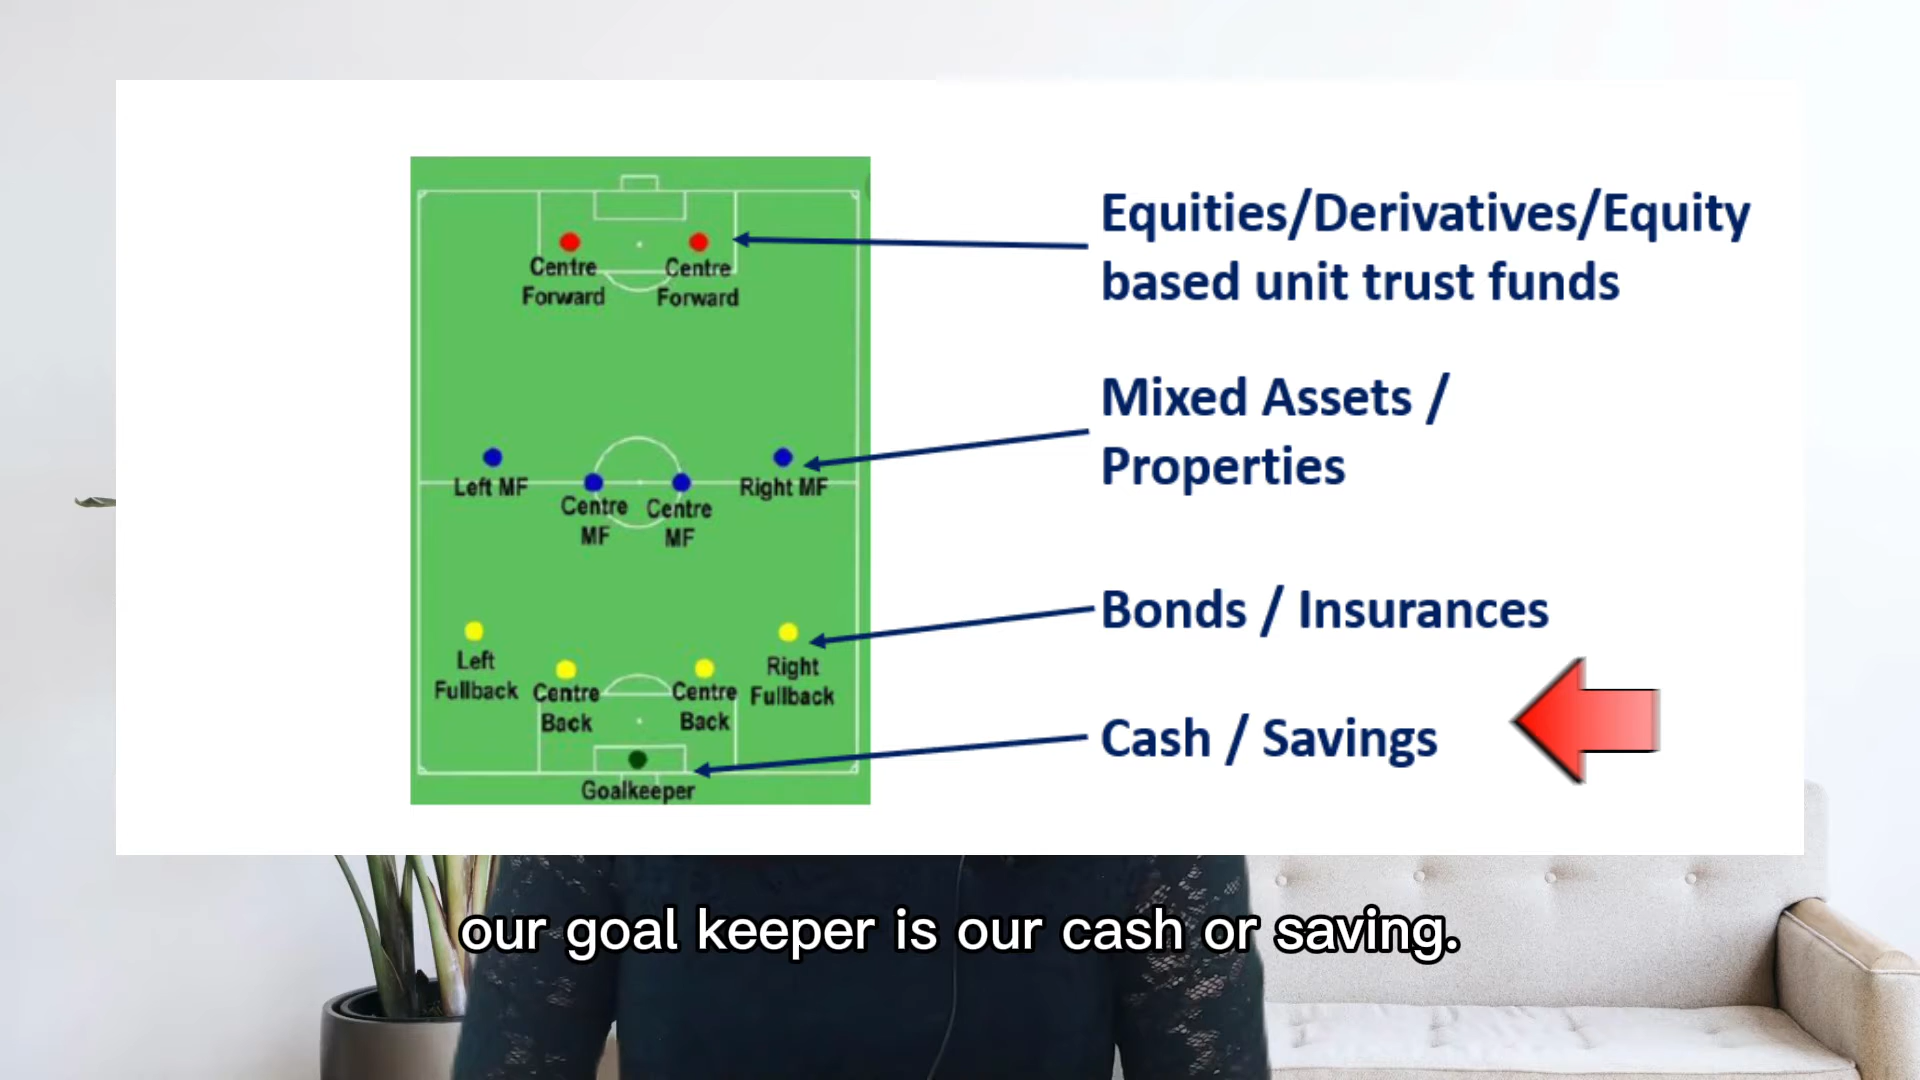 Equities/Derivatives/Equity
based unit trust funds
Centre
Forward
Centre
Forward
Mixed Assets /
Properties
Left MF
Centre
MF
Centre
MF
Right MF
Bonds / Insurances
Left
Fullback
Centre
Back
Centre
Back
Right
Fullback
Cash / Savings
Goalkeeper
our goal keeper is our cash or saving.